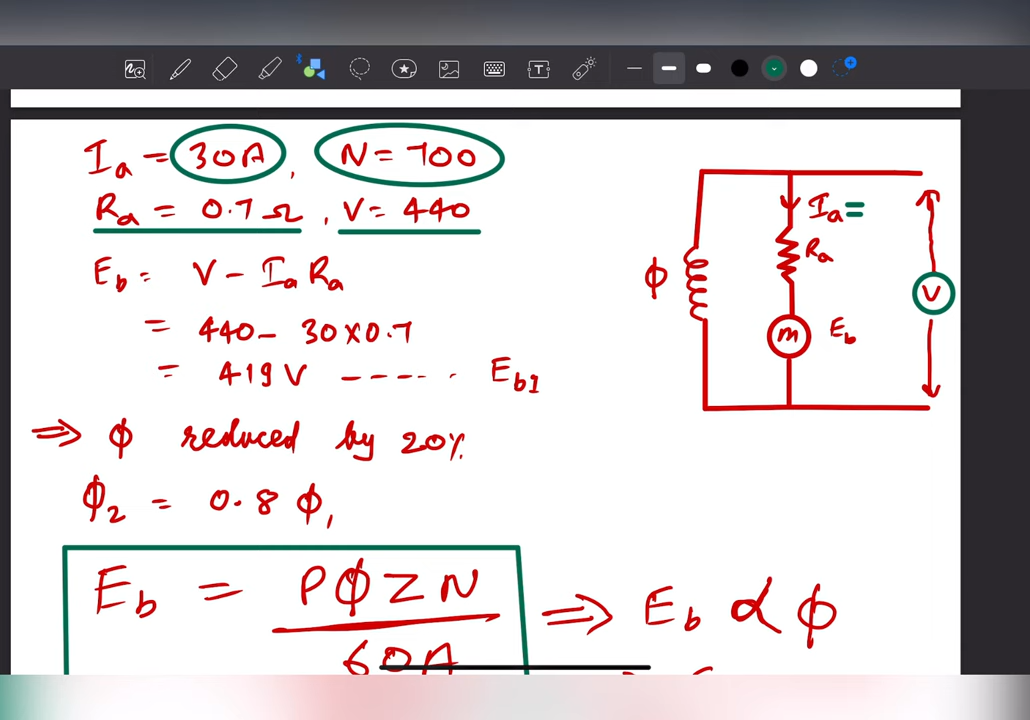 Ia = 30A, N = 700
Ra = 0.7 Ω, V = 440
Eb = V - Ia Ra
= 440 - 30 × 0.7
= 419 V ----- Eb1
⇒ ϕ reduced by 20%
ϕ2 = 0.8 ϕ1
Eb = PϕZN / 60A ⇒ Eb ∝ ϕ
Ia =
Ra
ϕ
m
Eb
V